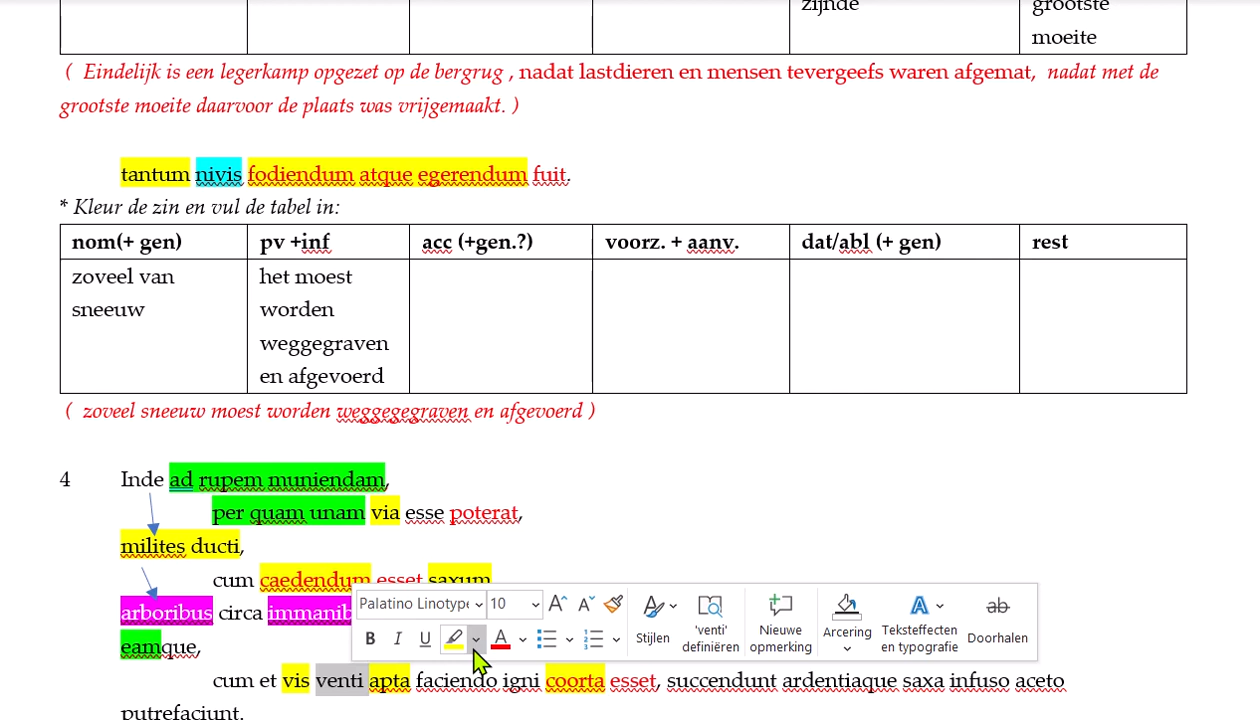 zijnde
grootste
moeite
( Eindelijk is een legerkamp opgezet op de bergrug , nadat lastdieren en mensen tevergeefs waren afgemat, nadat met de
grootste moeite daarvoor de plaats was vrijgemaakt. )
tantum nivis fodiendum atque egerendum fuit.
* Kleur de zin en vul de tabel in:
nom(+ gen) pv +inf acc (+gen.?) voorz. + aanv. dat/abl (+ gen) rest
zoveel van het moest
sneeuw worden
weggegraven
en afgevoerd
( zoveel sneeuw moest worden weggegegraven en afgevoerd )
4 Inde ad rupem muniendam,
per quam unam via esse poterat,
milites ducti,
cum caedendum esset saxum
arboribus circa immanib
eamque,
Palatino Linotype 10
Stijlen
'venti' definiëren
Nieuwe opmerking
Arcering
Teksteffecten en typografie
Doorhalen
B I U A
cum et vis venti apta faciendo igni coorta esset, succendunt ardentiaque saxa infuso aceto
putrefaciunt.